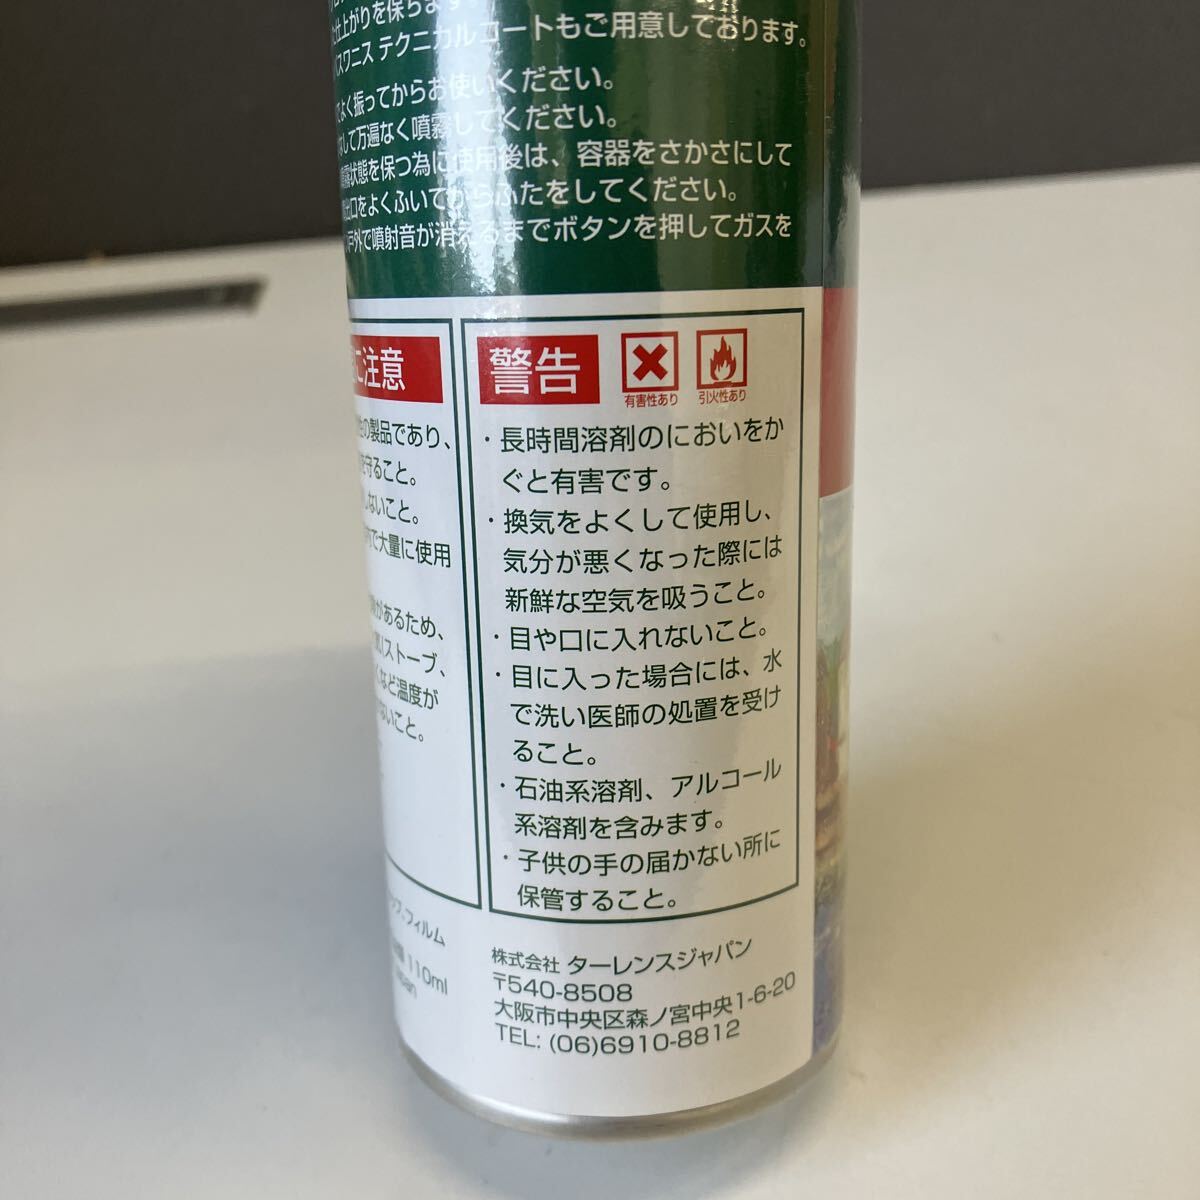 仕上がりを保ちます。
スワニス テクニカルコートもご用意しております。
よく振ってからお使いください。
して万遍なく噴霧してください。
状態を保つ為に使用後は、容器をさかさにして
出口をよくふいてからふたをしてください。
戸外で噴射音が消えるまでボタンを押してガスを
に注意
の製品であり、
守ること。
しないこと。
で大量に使用
があるため、
ストーブ、
など温度が
ないこと。
警告
有害性あり
引火性あり
・長時間溶剤のにおいをか
ぐと有害です。
・換気をよくして使用し、
気分が悪くなった際には
新鮮な空気を吸うこと。
・目や口に入れないこと。
・目に入った場合には、水
で洗い医師の処置を受け
ること。
・石油系溶剤、アルコール
系溶剤を含みます。
・子供の手の届かない所に
保管すること。
フィルム
110ml
株式会社 ターレンスジャパン
〒540-8508
大阪市中央区森ノ宮中央1-6-20
TEL: (06)6910-8812